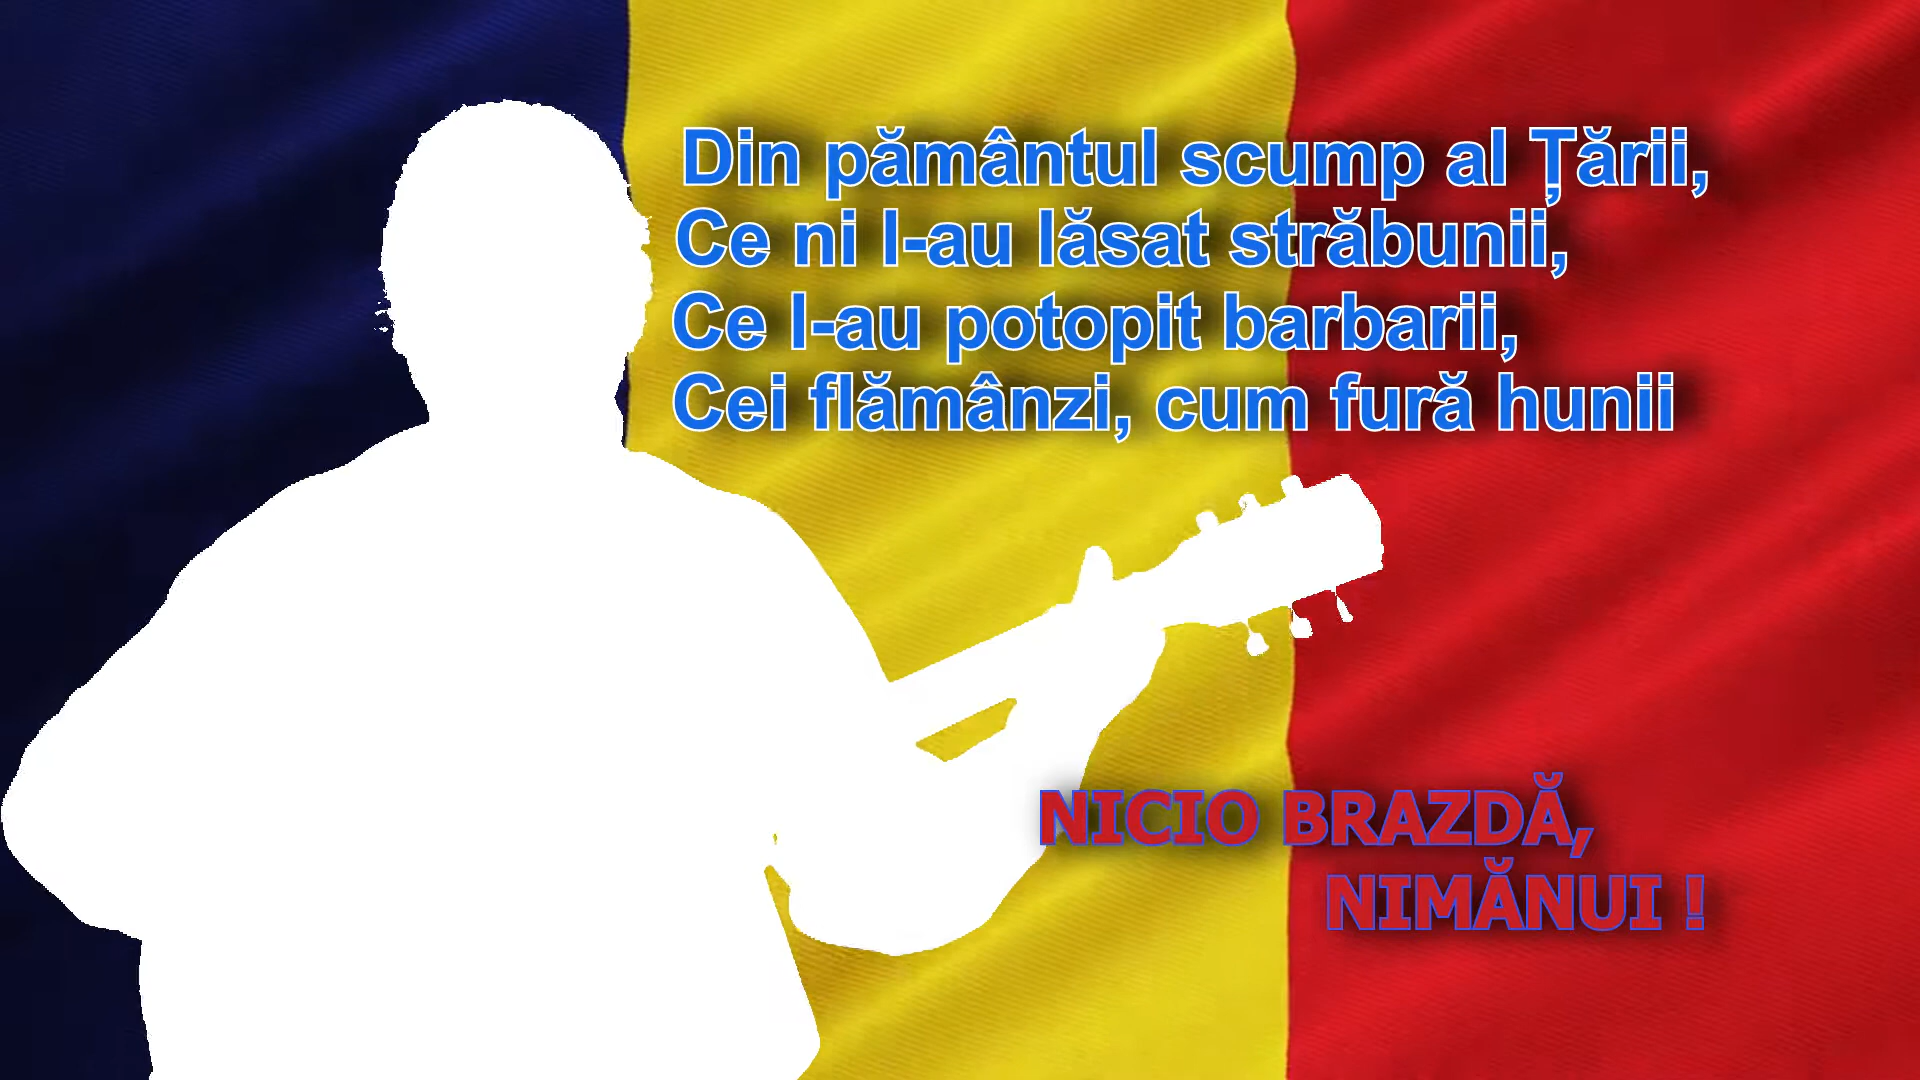 Din pământul scump al Țării,
Ce ni l-au lăsat străbunii,
Ce l-au potopit barbarii,
Cei flămânzi, cum fură hunii
NICIO BRAZDĂ,
NIMĂNUI !